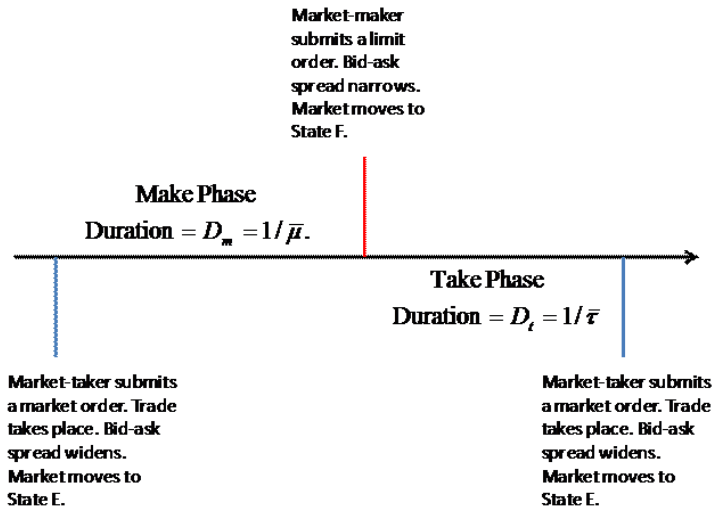 Market-maker
submits a limit
order. Bid-ask
spread narrows.
Market moves to
State F.
Make Phase
Duration = Dₘ = 1/μ̄.
Take Phase
Duration = Dₜ = 1/τ̄
Market-taker submits
a market order. Trade
takes place. Bid-ask
spread widens.
Market moves to
State E.
Market-taker submits
a market order. Trade
takes place. Bid-ask
spread widens.
Market moves to
State E.